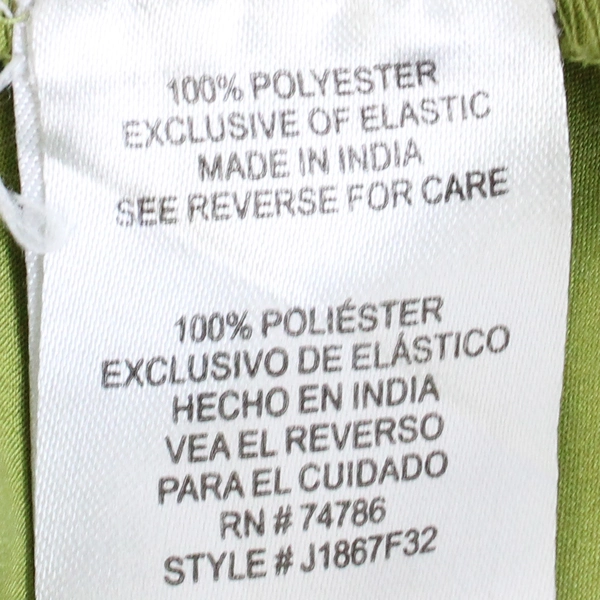 100% POLYESTER
EXCLUSIVE OF ELASTIC
MADE IN INDIA
SEE REVERSE FOR CARE
100% POLIÉSTER
EXCLUSIVO DE ELÁSTICO
HECHO EN INDIA
VEA EL REVERSO
PARA EL CUIDADO
RN # 74786
STYLE # J1867F32